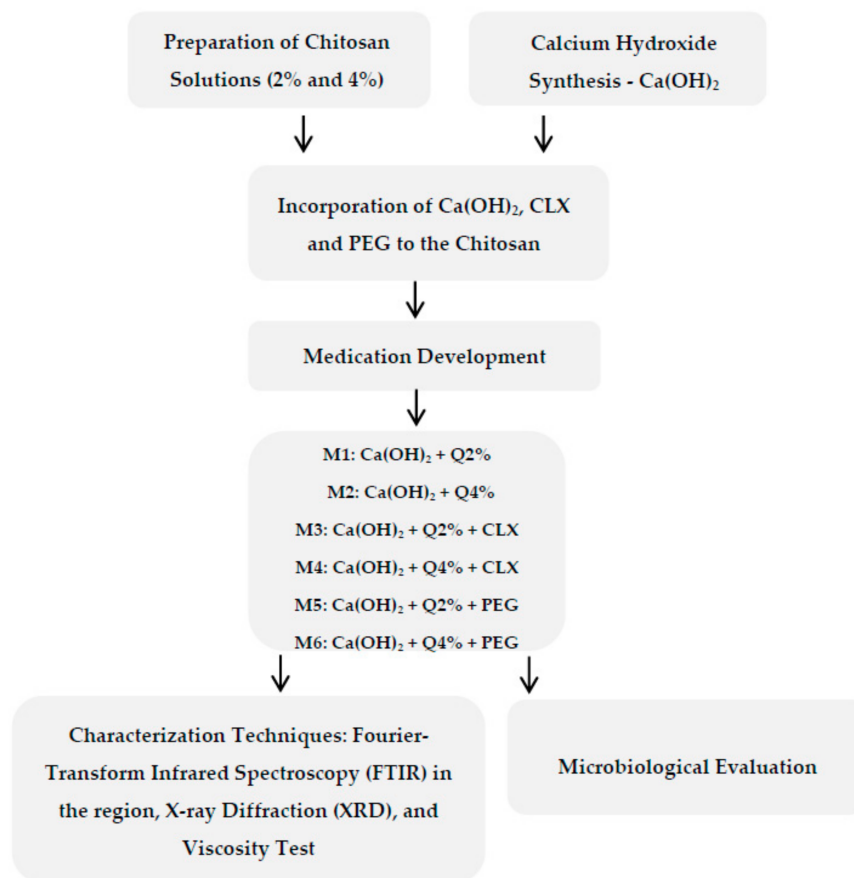 Preparation of Chitosan
Solutions (2% and 4%)
Calcium Hydroxide
Synthesis - Ca(OH)₂
Incorporation of Ca(OH)₂, CLX
and PEG to the Chitosan
Medication Development
M1: Ca(OH)₂ + Q2%
M2: Ca(OH)₂ + Q4%
M3: Ca(OH)₂ + Q2% + CLX
M4: Ca(OH)₂ + Q4% + CLX
M5: Ca(OH)₂ + Q2% + PEG
M6: Ca(OH)₂ + Q4% + PEG
Characterization Techniques: Fourier-
Transform Infrared Spectroscopy (FTIR) in
the region, X-ray Diffraction (XRD), and
Viscosity Test
Microbiological Evaluation